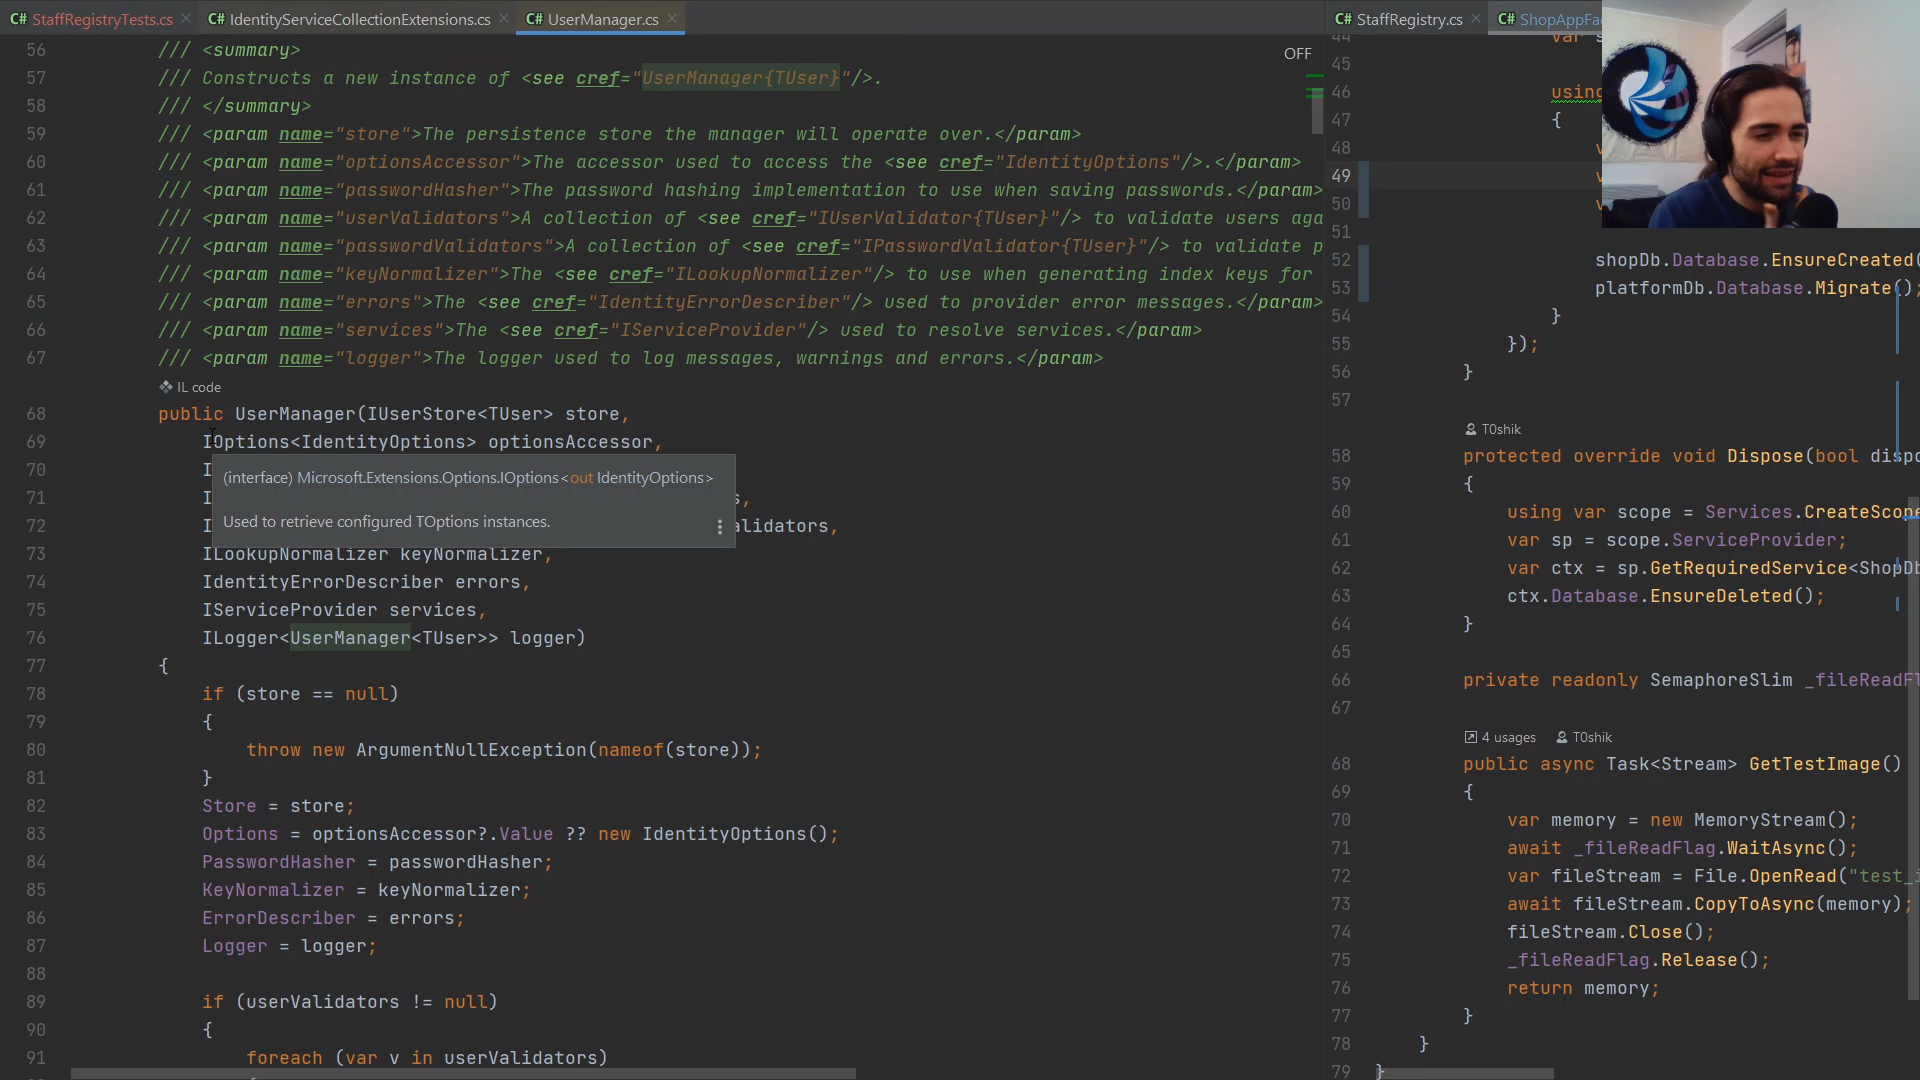 StaffRegistryTests.cs
IdentityServiceCollectionExtensions.cs
UserManager.cs
OFF
56 /// <summary>
57 /// Constructs a new instance of <see cref="UserManager{TUser}"/>.
58 /// </summary>
59 /// <param name="store">The persistence store the manager will operate over.</param>
60 /// <param name="optionsAccessor">The accessor used to access the <see cref="IdentityOptions"/>.</param>
61 /// <param name="passwordHasher">The password hashing implementation to use when saving passwords.</param>
62 /// <param name="userValidators">A collection of <see cref="IUserValidator{TUser}"/> to validate users aga
63 /// <param name="passwordValidators">A collection of <see cref="IPasswordValidator{TUser}"/> to validate p
64 /// <param name="keyNormalizer">The <see cref="ILookupNormalizer"/> to use when generating index keys for
65 /// <param name="errors">The <see cref="IdentityErrorDescriber"/> used to provider error messages.</param>
66 /// <param name="services">The <see cref="IServiceProvider"/> used to resolve services.</param>
67 /// <param name="logger">The logger used to log messages, warnings and errors.</param>
IL code
68 public UserManager(IUserStore<TUser> store,
69 IOptions<IdentityOptions> optionsAccessor,
70 I
(interface) Microsoft.Extensions.Options.IOptions<out IdentityOptions>
71 I s,
Used to retrieve configured TOptions instances.
72 I alidators,
73 ILookupNormalizer keyNormalizer,
74 IdentityErrorDescriber errors,
75 IServiceProvider services,
76 ILogger<UserManager<TUser>> logger)
77 {
78 if (store == null)
79 {
80 throw new ArgumentNullException(nameof(store));
81 }
82 Store = store;
83 Options = optionsAccessor?.Value ?? new IdentityOptions();
84 PasswordHasher = passwordHasher;
85 KeyNormalizer = keyNormalizer;
86 ErrorDescriber = errors;
87 Logger = logger;
88
89 if (userValidators != null)
90 {
91 foreach (var v in userValidators)
StaffRegistry.cs
ShopAppFac
44 var s
45
46 using
47 {
48 v
49 v
50 v
51
52 shopDb.Database.EnsureCreated(
53 platformDb.Database.Migrate();
54 }
55 });
56 }
57
T0shik
58 protected override void Dispose(bool dispo
59 {
60 using var scope = Services.CreateScope
61 var sp = scope.ServiceProvider;
62 var ctx = sp.GetRequiredService<ShopDb
63 ctx.Database.EnsureDeleted();
64 }
65
66 private readonly SemaphoreSlim _fileReadFl
67
4 usages T0shik
68 public async Task<Stream> GetTestImage()
69 {
70 var memory = new MemoryStream();
71 await _fileReadFlag.WaitAsync();
72 var fileStream = File.OpenRead("test_i
73 await fileStream.CopyToAsync(memory);
74 fileStream.Close();
75 _fileReadFlag.Release();
76 return memory;
77 }
78 }
79 }